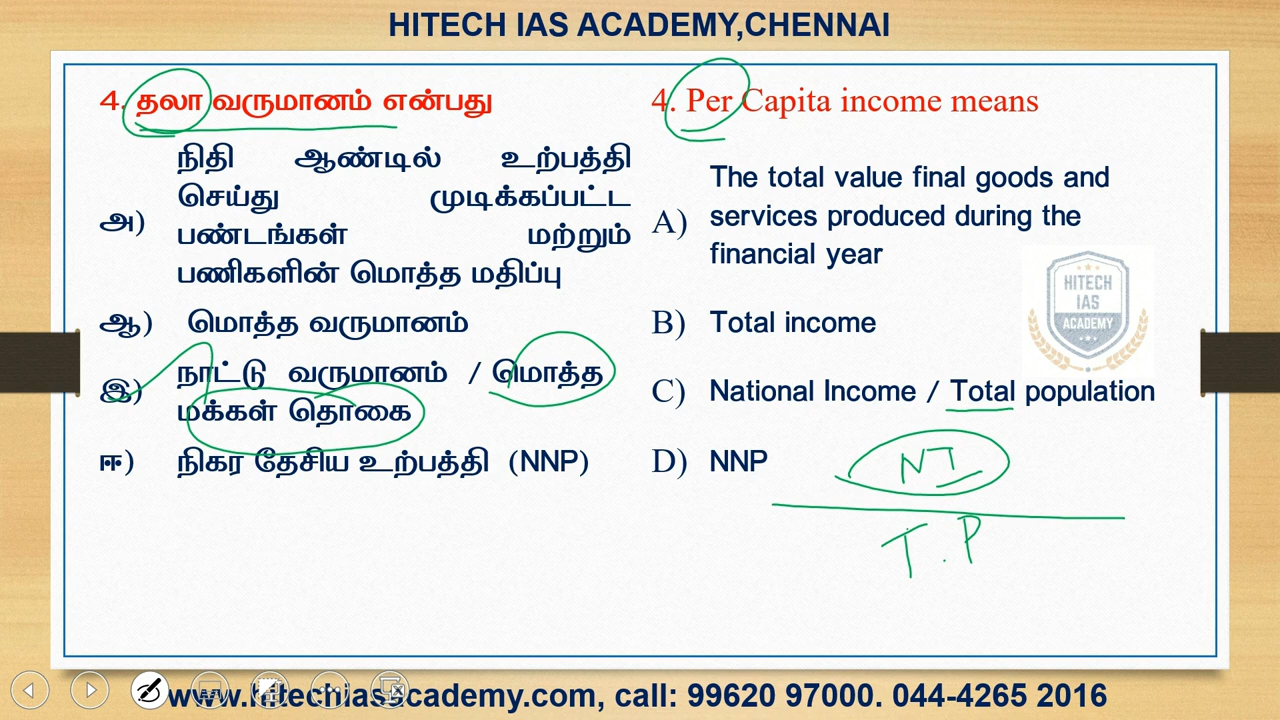 HITECH IAS ACADEMY,CHENNAI
4. தலா வருமானம் என்பது
அ) நிதி ஆண்டில் உற்பத்தி
செய்து முடிக்கப்பட்ட
பண்டங்கள் மற்றும்
பணிகளின் மொத்த மதிப்பு
ஆ) மொத்த வருமானம்
இ) நாட்டு வருமானம் / மொத்த
மக்கள் தொகை
ஈ) நிகர தேசிய உற்பத்தி (NNP)
4. Per Capita income means
A) The total value final goods and
services produced during the
financial year
B) Total income
C) National Income / Total population
D) NNP
HITECH
IAS
ACADEMY
NI
T.P
www.hitechiasacademy.com, call: 99620 97000. 044-4265 2016